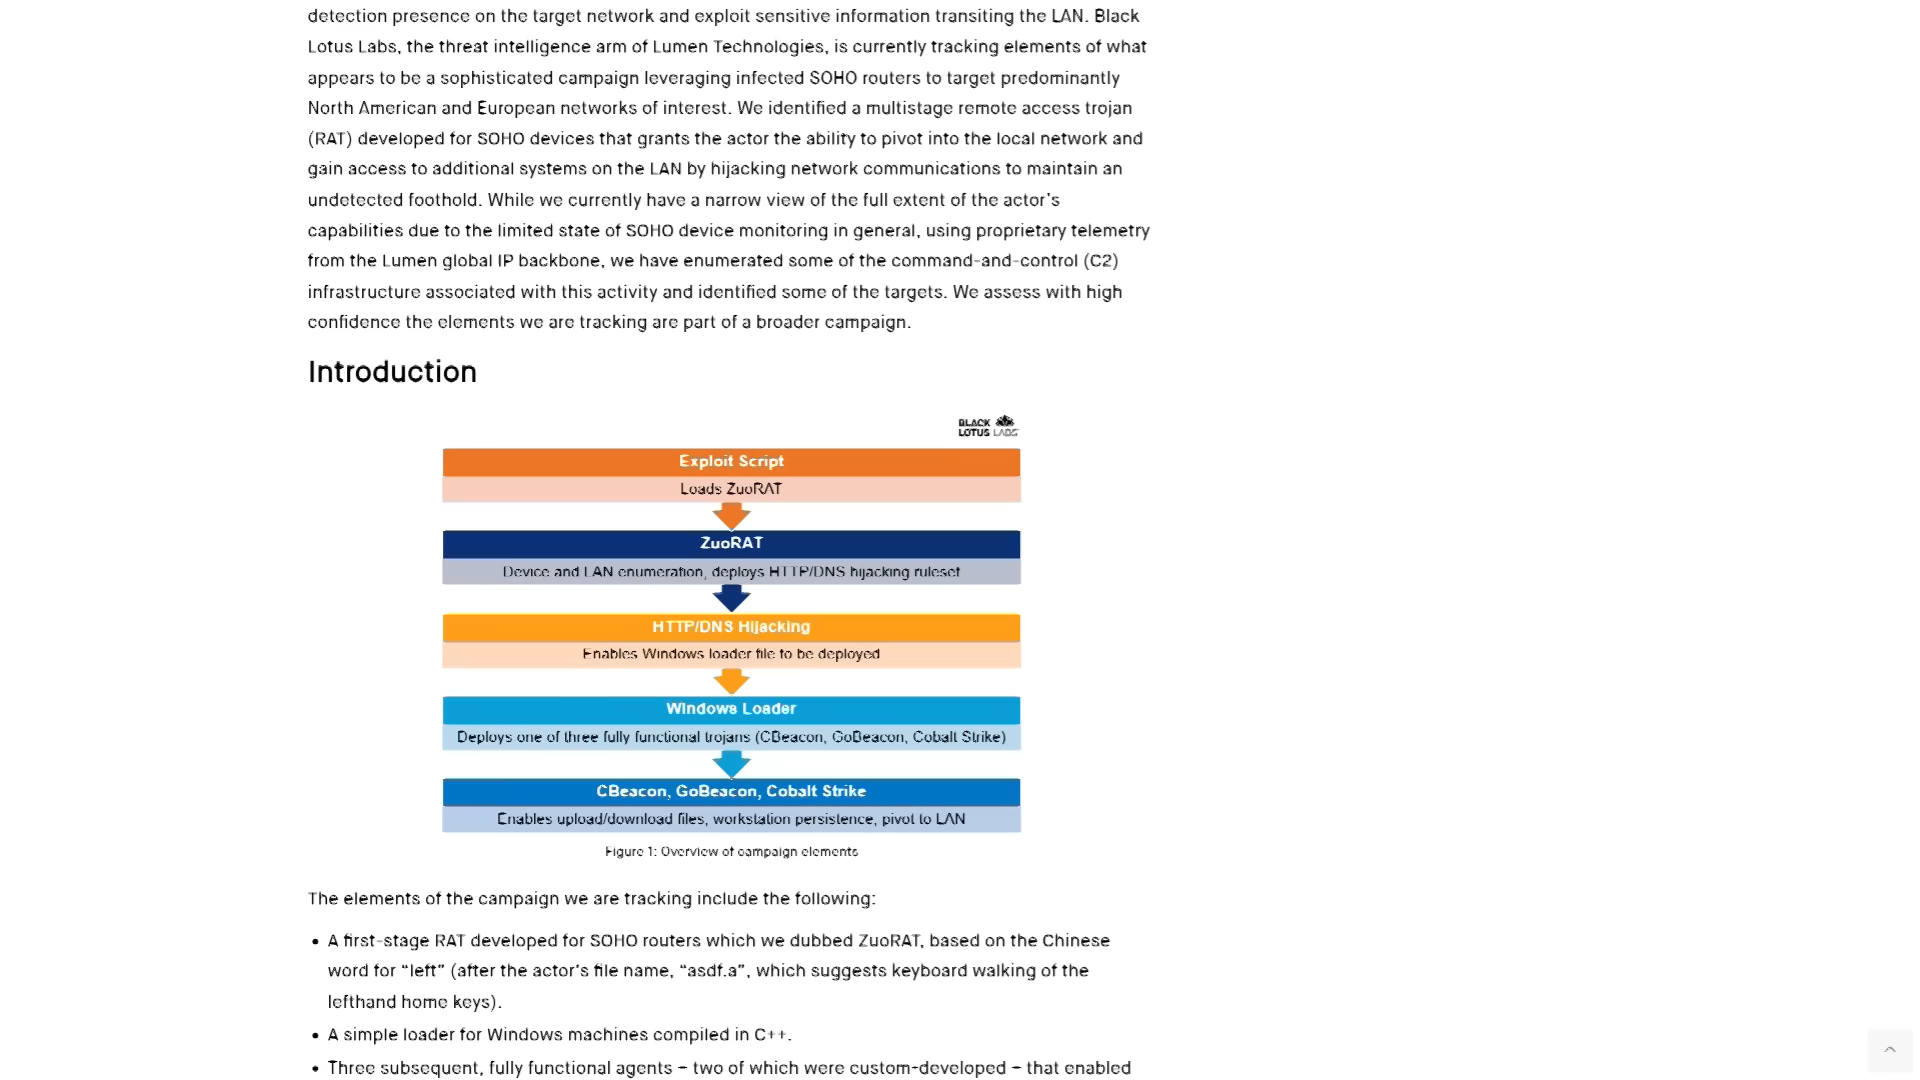 detection presence on the target network and exploit sensitive information transiting the LAN. Black
Lotus Labs, the threat intelligence arm of Lumen Technologies, is currently tracking elements of what
appears to be a sophisticated campaign leveraging infected SOHO routers to target predominantly
North American and European networks of interest. We identified a multistage remote access trojan
(RAT) developed for SOHO devices that grants the actor the ability to pivot into the local network and
gain access to additional systems on the LAN by hijacking network communications to maintain an
undetected foothold. While we currently have a narrow view of the full extent of the actor’s
capabilities due to the limited state of SOHO device monitoring in general, using proprietary telemetry
from the Lumen global IP backbone, we have enumerated some of the command-and-control (C2)
infrastructure associated with this activity and identified some of the targets. We assess with high
confidence the elements we are tracking are part of a broader campaign.
Introduction
BLACK
LOTUS LABS
Exploit Script
Loads ZuoRAT
ZuoRAT
Device and LAN enumeration, deploys HTTP/DNS hijacking ruleset
HTTP/DNS Hijacking
Enables Windows loader file to be deployed
Windows Loader
Deploys one of three fully functional trojans (CBeacon, GoBeacon, Cobalt Strike)
CBeacon, GoBeacon, Cobalt Strike
Enables upload/download files, workstation persistence, pivot to LAN
Figure 1: Overview of campaign elements
The elements of the campaign we are tracking include the following:
• A first-stage RAT developed for SOHO routers which we dubbed ZuoRAT, based on the Chinese
word for “left” (after the actor’s file name, “asdf.a”, which suggests keyboard walking of the
lefthand home keys).
• A simple loader for Windows machines compiled in C++.
• Three subsequent, fully functional agents – two of which were custom-developed – that enabled